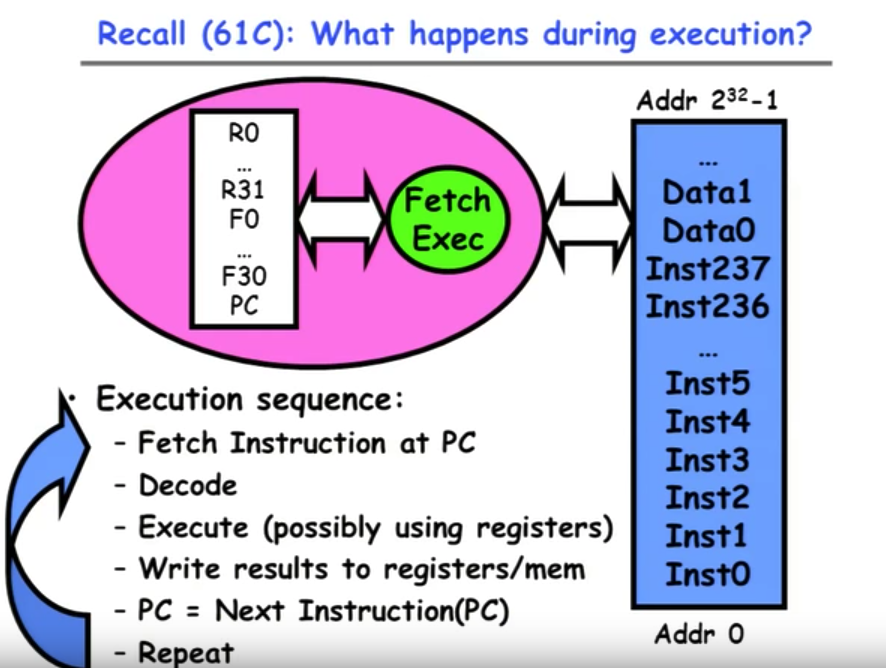 Recall (61C): What happens during execution?
R0
...
R31
F0
...
F30
PC
Fetch
Exec
Addr 2³²-1
...
Data1
Data0
Inst237
Inst236
...
Inst5
Inst4
Inst3
Inst2
Inst1
Inst0
Addr 0
• Execution sequence:
– Fetch Instruction at PC
– Decode
– Execute (possibly using registers)
– Write results to registers/mem
– PC = Next Instruction(PC)
– Repeat